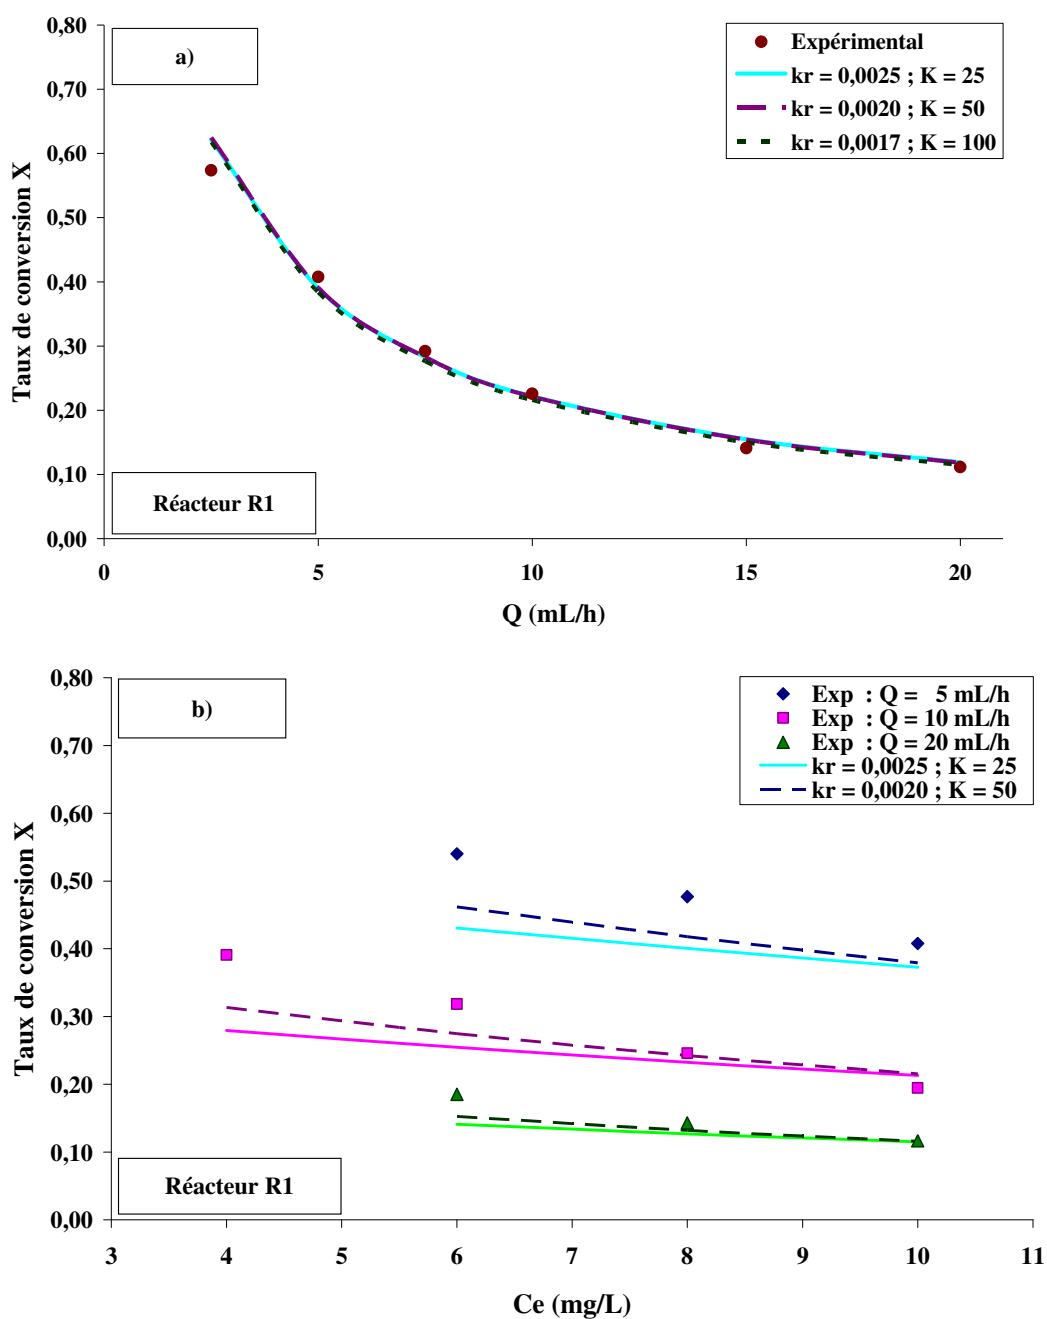 0,80
a)
Expérimental
kr = 0,0025 ; K = 25
kr = 0,0020 ; K = 50
kr = 0,0017 ; K = 100
0,70
0,60
0,50
0,40
0,30
0,20
0,10
0,00
Taux de conversion X
Réacteur R1
0 5 10 15 20
Q (mL/h)
0,80
b)
Exp : Q = 5 mL/h
Exp : Q = 10 mL/h
Exp : Q = 20 mL/h
kr = 0,0025 ; K = 25
kr = 0,0020 ; K = 50
0,70
0,60
0,50
0,40
0,30
0,20
0,10
0,00
Taux de conversion X
Réacteur R1
3 4 5 6 7 8 9 10 11
Ce (mg/L)